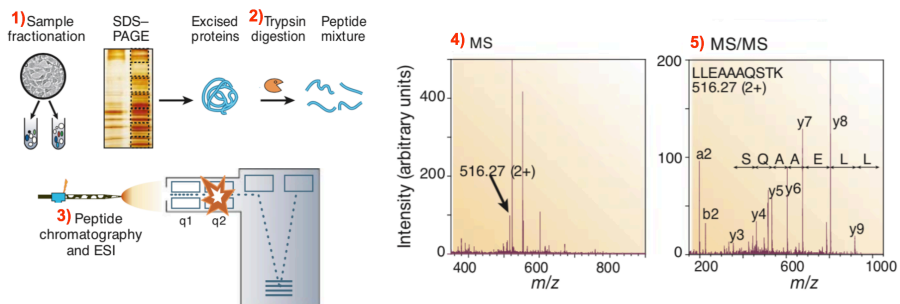 1) Sample
fractionation
SDS–
PAGE
Excised
proteins
2) Trypsin
digestion
Peptide
mixture
3) Peptide
chromatography
and ESI
q1
q2
4) MS
Intensity (arbitrary units)
400
200
0
516.27 (2+)
400
600
800
m/z
5) MS/MS
200
100
0
LLEAAAQSTK
516.27 (2+)
a2
b2
y3
y4
y5
y6
y7
y8
y9
S Q A A E L L
200
600
1000
m/z